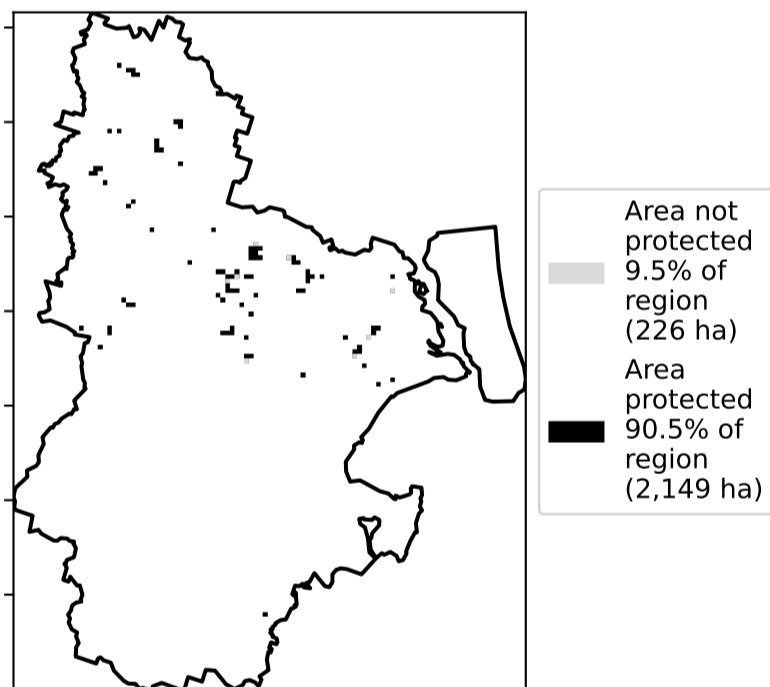 Area not
protected
9.5% of
region
(226 ha)
Area
protected
90.5% of
region
(2,149 ha)